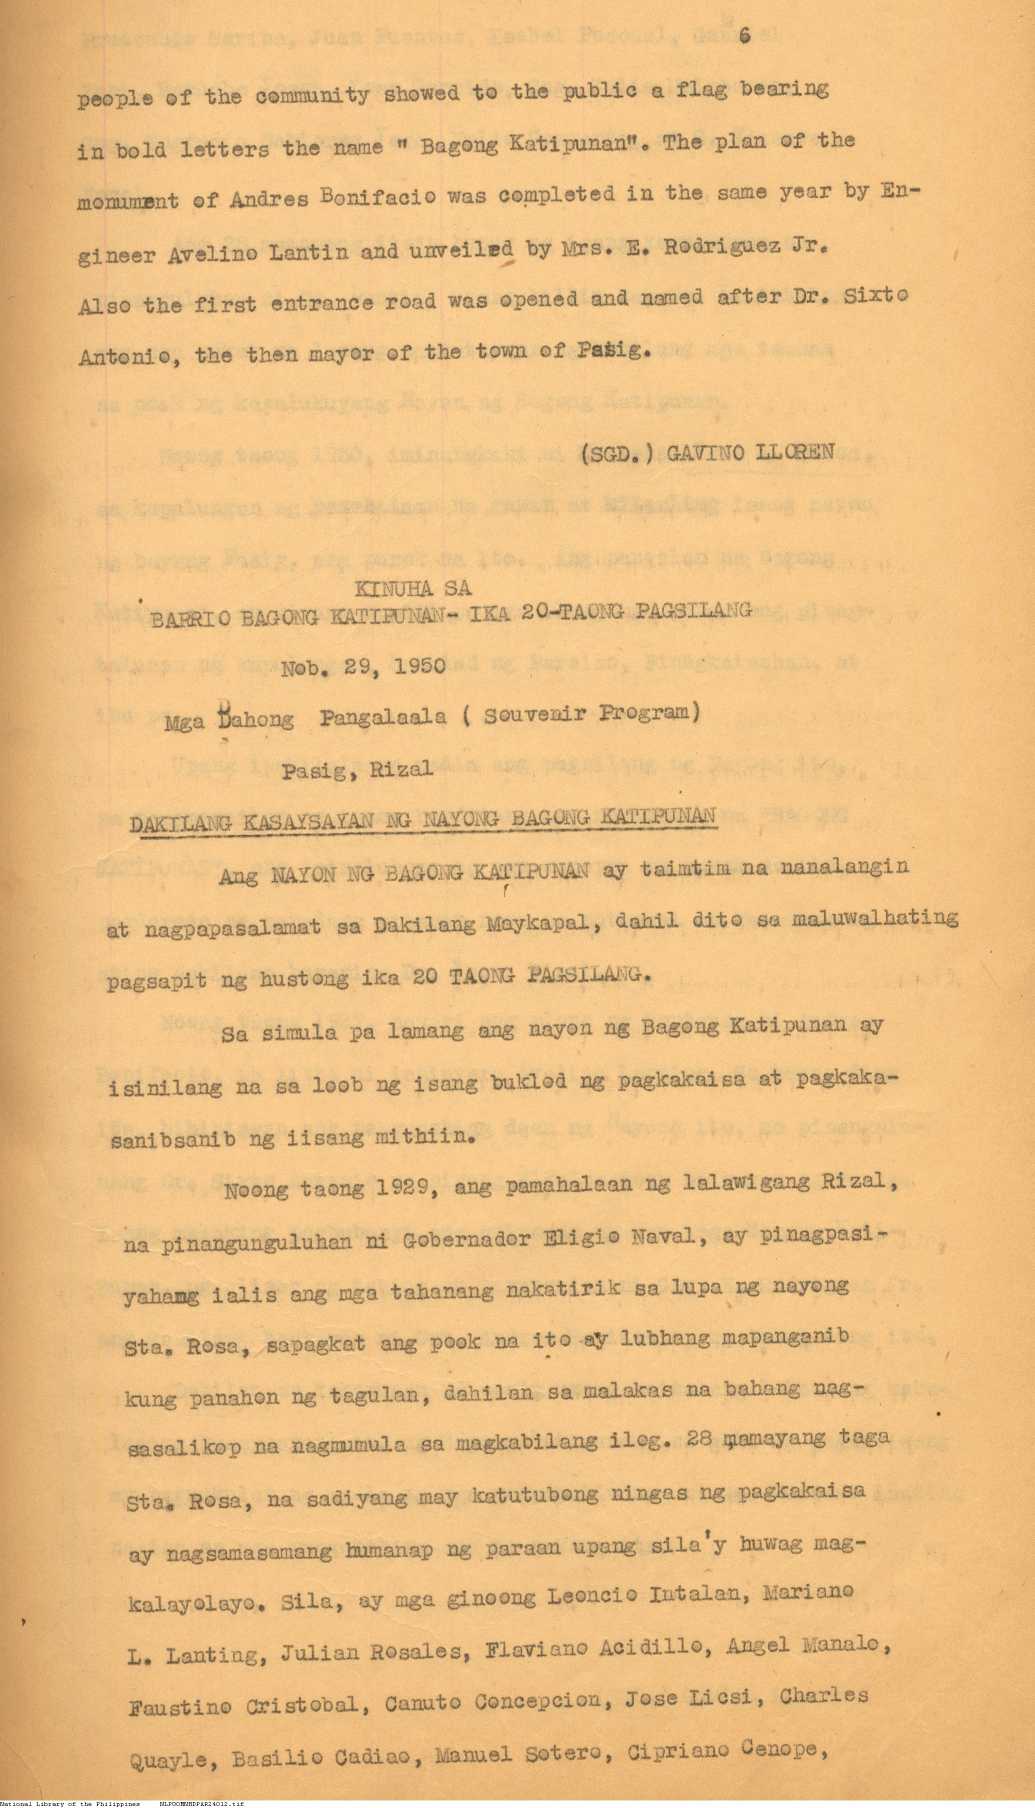 6
people of the community showed to the public a flag bearing
in bold letters the name " Bagong Katipunan". The plan of the
monument of Andres Bonifacio was completed in the same year by En-
gineer Avelino Lantin and unveiled by Mrs. E. Rodriguez Jr.
Also the first entrance road was opened and named after Dr. Sixto
Antonio, the then mayor of the town of Pasig.
(SGD.) GAVINO LLOREN
KINUHA SA
BARRIO BAGONG KATIPUNAN- IKA 20-TAONG PAGSILANG
Nob. 29, 1950
Mga Dahong Pangalaala ( Souvenir Program)
Pasig, Rizal
DAKILANG KASAYSAYAN NG NAYONG BAGONG KATIPUNAN
Ang NAYON NG BAGONG KATIPUNAN ay taimtim na nanalangin
at nagpapasalamat sa Dakilang Maykapal, dahil dito sa maluwalhating
pagsapit ng hustong ika 20 TAONG PAGSILANG.
Sa simula pa lamang ang nayon ng Bagong Katipunan ay
isinilang na sa loob ng isang buklod ng pagkakaisa at pagkaka-
sanibsanib ng iisang mithiin.
Noong taong 1929, ang pamahalaan ng lalawigang Rizal,
na pinangunguluhan ni Gobernador Eligio Naval, ay pinagpasi-
yahang ialis ang mga tahanang nakatirik sa lupa ng nayong
Sta. Rosa, sapagkat ang pook na ito ay lubhang mapanganib
kung panahon ng tagulan, dahilan sa malakas na bahang nag-
sasalikop na nagmumula sa magkabilang ilog. 28 mamayang taga
Sta. Rosa, na sadiyang may katutubong ningas ng pagkakaisa
ay nagsamasamang humanap ng paraan upang sila'y huwag mag-
kalayolayo. Sila, ay mga ginoong Leoncio Intalan, Mariano
L. Lanting, Julian Rosales, Flaviano Acidillo, Angel Manalo,
Faustino Cristobal, Canuto Concepcion, Jose Licsi, Charles
Quayle, Basilio Cadiao, Manuel Sotero, Cipriano Cenope,
National Library of the Philippines